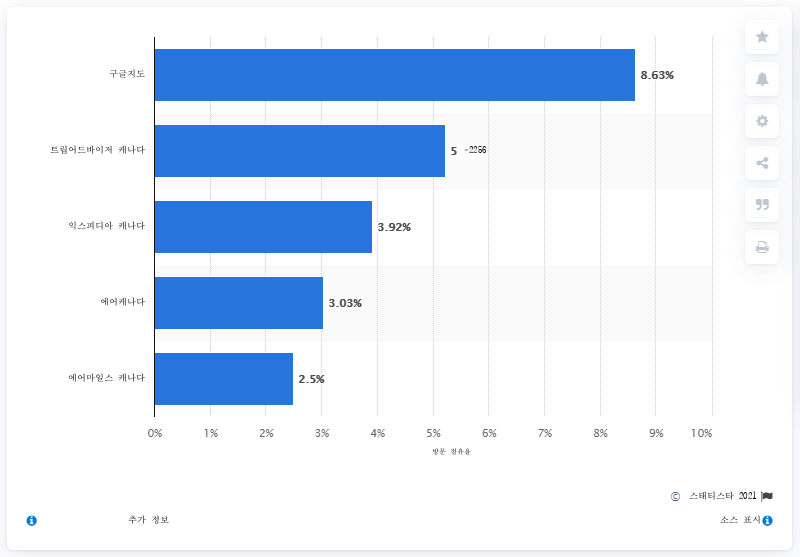 구글지도
8.63%
트립어드바이저 캐나다
5 -2256
익스피디아 캐나다
3.92%
에어캐나다
3.03%
에어마일스 캐나다
2.5%
0% 1% 2% 3% 4% 5% 6% 7% 8% 9% 10%
방문 점유율
© 스태티스타 2021
추가 정보
소스 표시